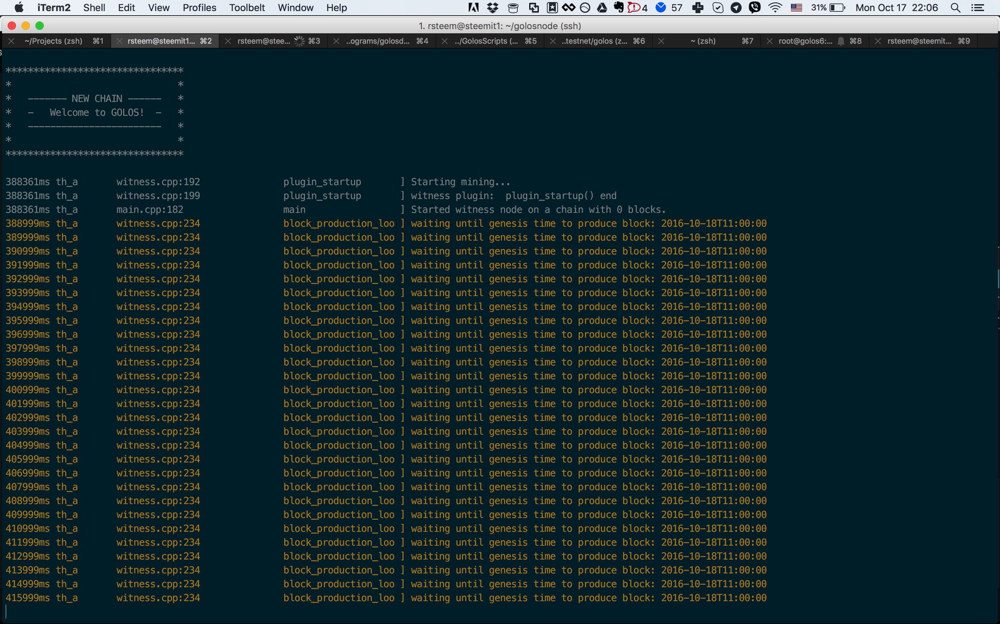 iTerm2 Shell Edit View Profiles Toolbelt Window Help 4 57 31% Mon Oct 17 22:06
1. rsteem@steemit1: ~/golosnode (ssh)
~/Projects (zsh) ⌘1 rsteem@steemit1... ⌘2 rsteem@stee... ⌘3 ..ograms/golosd... ⌘4 ../GolosScripts (... ⌘5 ..testnet/golos (z... ⌘6 ~ (zsh) ⌘7 root@golos6:... ⌘8 rsteem@steemit... ⌘9
********************************
* *
* ------- NEW CHAIN ------ *
* - Welcome to GOLOS! - *
* ------------------------ *
* *
********************************
388361ms th_a witness.cpp:192 plugin_startup ] Starting mining...
388361ms th_a witness.cpp:199 plugin_startup ] witness plugin: plugin_startup() end
388361ms th_a main.cpp:182 main ] Started witness node on a chain with 0 blocks.
388999ms th_a witness.cpp:234 block_production_loo ] waiting until genesis time to produce block: 2016-10-18T11:00:00
389999ms th_a witness.cpp:234 block_production_loo ] waiting until genesis time to produce block: 2016-10-18T11:00:00
390999ms th_a witness.cpp:234 block_production_loo ] waiting until genesis time to produce block: 2016-10-18T11:00:00
391999ms th_a witness.cpp:234 block_production_loo ] waiting until genesis time to produce block: 2016-10-18T11:00:00
392999ms th_a witness.cpp:234 block_production_loo ] waiting until genesis time to produce block: 2016-10-18T11:00:00
393999ms th_a witness.cpp:234 block_production_loo ] waiting until genesis time to produce block: 2016-10-18T11:00:00
394999ms th_a witness.cpp:234 block_production_loo ] waiting until genesis time to produce block: 2016-10-18T11:00:00
395999ms th_a witness.cpp:234 block_production_loo ] waiting until genesis time to produce block: 2016-10-18T11:00:00
396999ms th_a witness.cpp:234 block_production_loo ] waiting until genesis time to produce block: 2016-10-18T11:00:00
397999ms th_a witness.cpp:234 block_production_loo ] waiting until genesis time to produce block: 2016-10-18T11:00:00
398999ms th_a witness.cpp:234 block_production_loo ] waiting until genesis time to produce block: 2016-10-18T11:00:00
399999ms th_a witness.cpp:234 block_production_loo ] waiting until genesis time to produce block: 2016-10-18T11:00:00
400999ms th_a witness.cpp:234 block_production_loo ] waiting until genesis time to produce block: 2016-10-18T11:00:00
401999ms th_a witness.cpp:234 block_production_loo ] waiting until genesis time to produce block: 2016-10-18T11:00:00
402999ms th_a witness.cpp:234 block_production_loo ] waiting until genesis time to produce block: 2016-10-18T11:00:00
403999ms th_a witness.cpp:234 block_production_loo ] waiting until genesis time to produce block: 2016-10-18T11:00:00
404999ms th_a witness.cpp:234 block_production_loo ] waiting until genesis time to produce block: 2016-10-18T11:00:00
405999ms th_a witness.cpp:234 block_production_loo ] waiting until genesis time to produce block: 2016-10-18T11:00:00
406999ms th_a witness.cpp:234 block_production_loo ] waiting until genesis time to produce block: 2016-10-18T11:00:00
407999ms th_a witness.cpp:234 block_production_loo ] waiting until genesis time to produce block: 2016-10-18T11:00:00
408999ms th_a witness.cpp:234 block_production_loo ] waiting until genesis time to produce block: 2016-10-18T11:00:00
409999ms th_a witness.cpp:234 block_production_loo ] waiting until genesis time to produce block: 2016-10-18T11:00:00
410999ms th_a witness.cpp:234 block_production_loo ] waiting until genesis time to produce block: 2016-10-18T11:00:00
411999ms th_a witness.cpp:234 block_production_loo ] waiting until genesis time to produce block: 2016-10-18T11:00:00
412999ms th_a witness.cpp:234 block_production_loo ] waiting until genesis time to produce block: 2016-10-18T11:00:00
413999ms th_a witness.cpp:234 block_production_loo ] waiting until genesis time to produce block: 2016-10-18T11:00:00
414999ms th_a witness.cpp:234 block_production_loo ] waiting until genesis time to produce block: 2016-10-18T11:00:00
415999ms th_a witness.cpp:234 block_production_loo ] waiting until genesis time to produce block: 2016-10-18T11:00:00